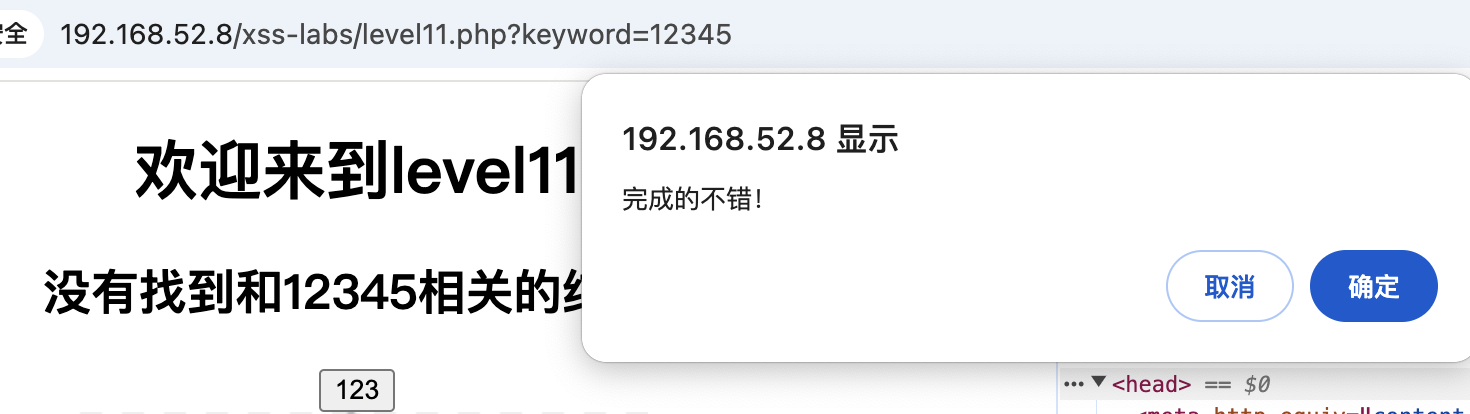 安全 192.168.52.8/xss-labs/level11.php?keyword=12345
192.168.52.8 显示
完成的不错！
取消 确定
欢迎来到level11
没有找到和12345相关的结
123
<head> == $0
<meta http-equiv="content